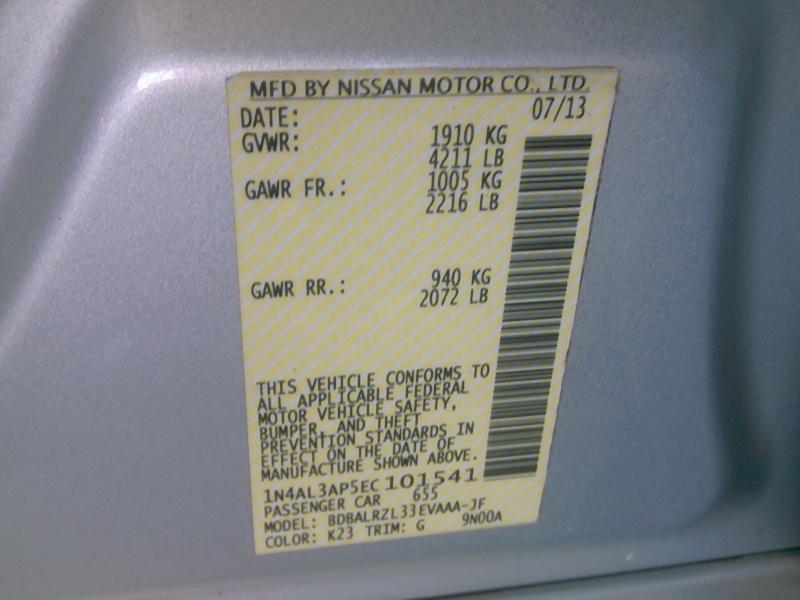 MFD BY NISSAN MOTOR CO., LTD.
DATE: 07/13
GVWR: 1910 KG
4211 LB
GAWR FR.: 1005 KG
2216 LB
GAWR RR.: 940 KG
2072 LB
THIS VEHICLE CONFORMS TO
ALL APPLICABLE FEDERAL
MOTOR VEHICLE SAFETY,
BUMPER, AND THEFT
PREVENTION STANDARDS IN
EFFECT ON THE DATE OF
MANUFACTURE SHOWN ABOVE.
1N4AL3AP5EC101541
PASSENGER CAR 655
MODEL: BDBALRZL33EVAAA-JF
COLOR: K23 TRIM: G 9N00A